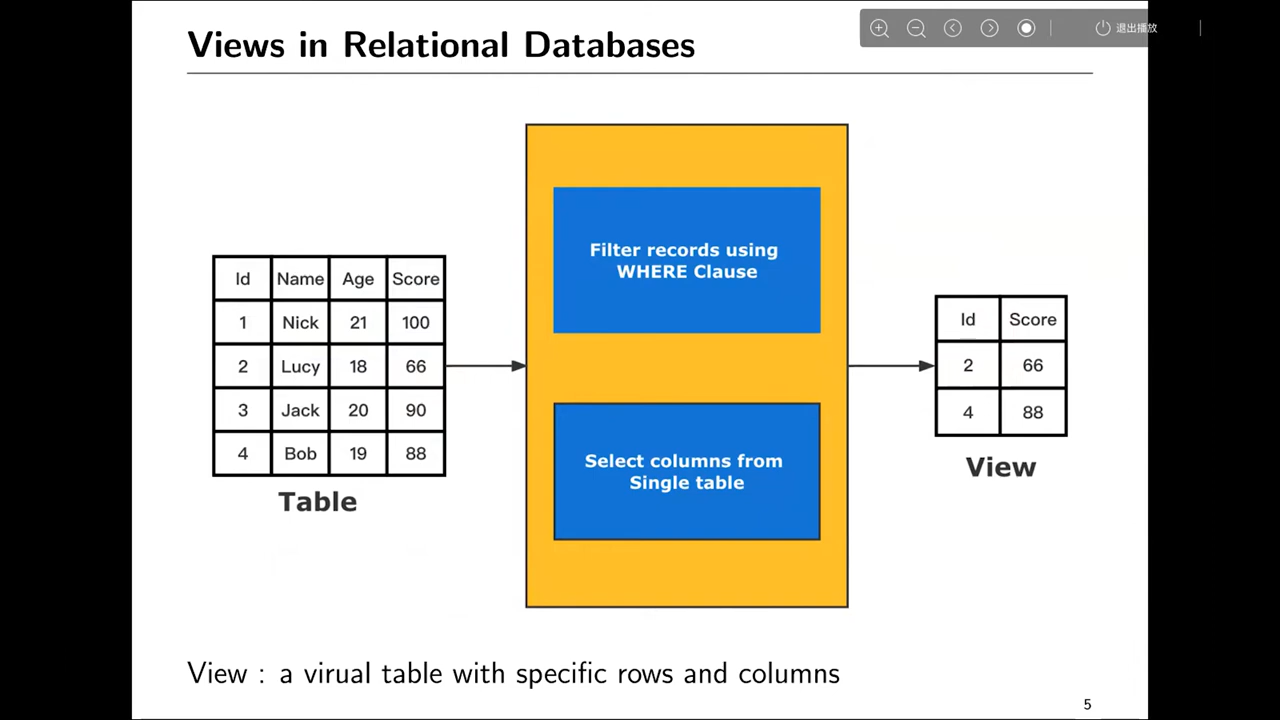 Views in Relational Databases
退出播放
Filter records using
WHERE Clause
Id Name Age Score
1 Nick 21 100
2 Lucy 18 66
3 Jack 20 90
4 Bob 19 88
Table
Select columns from
Single table
Id Score
2 66
4 88
View
View : a virual table with specific rows and columns
5